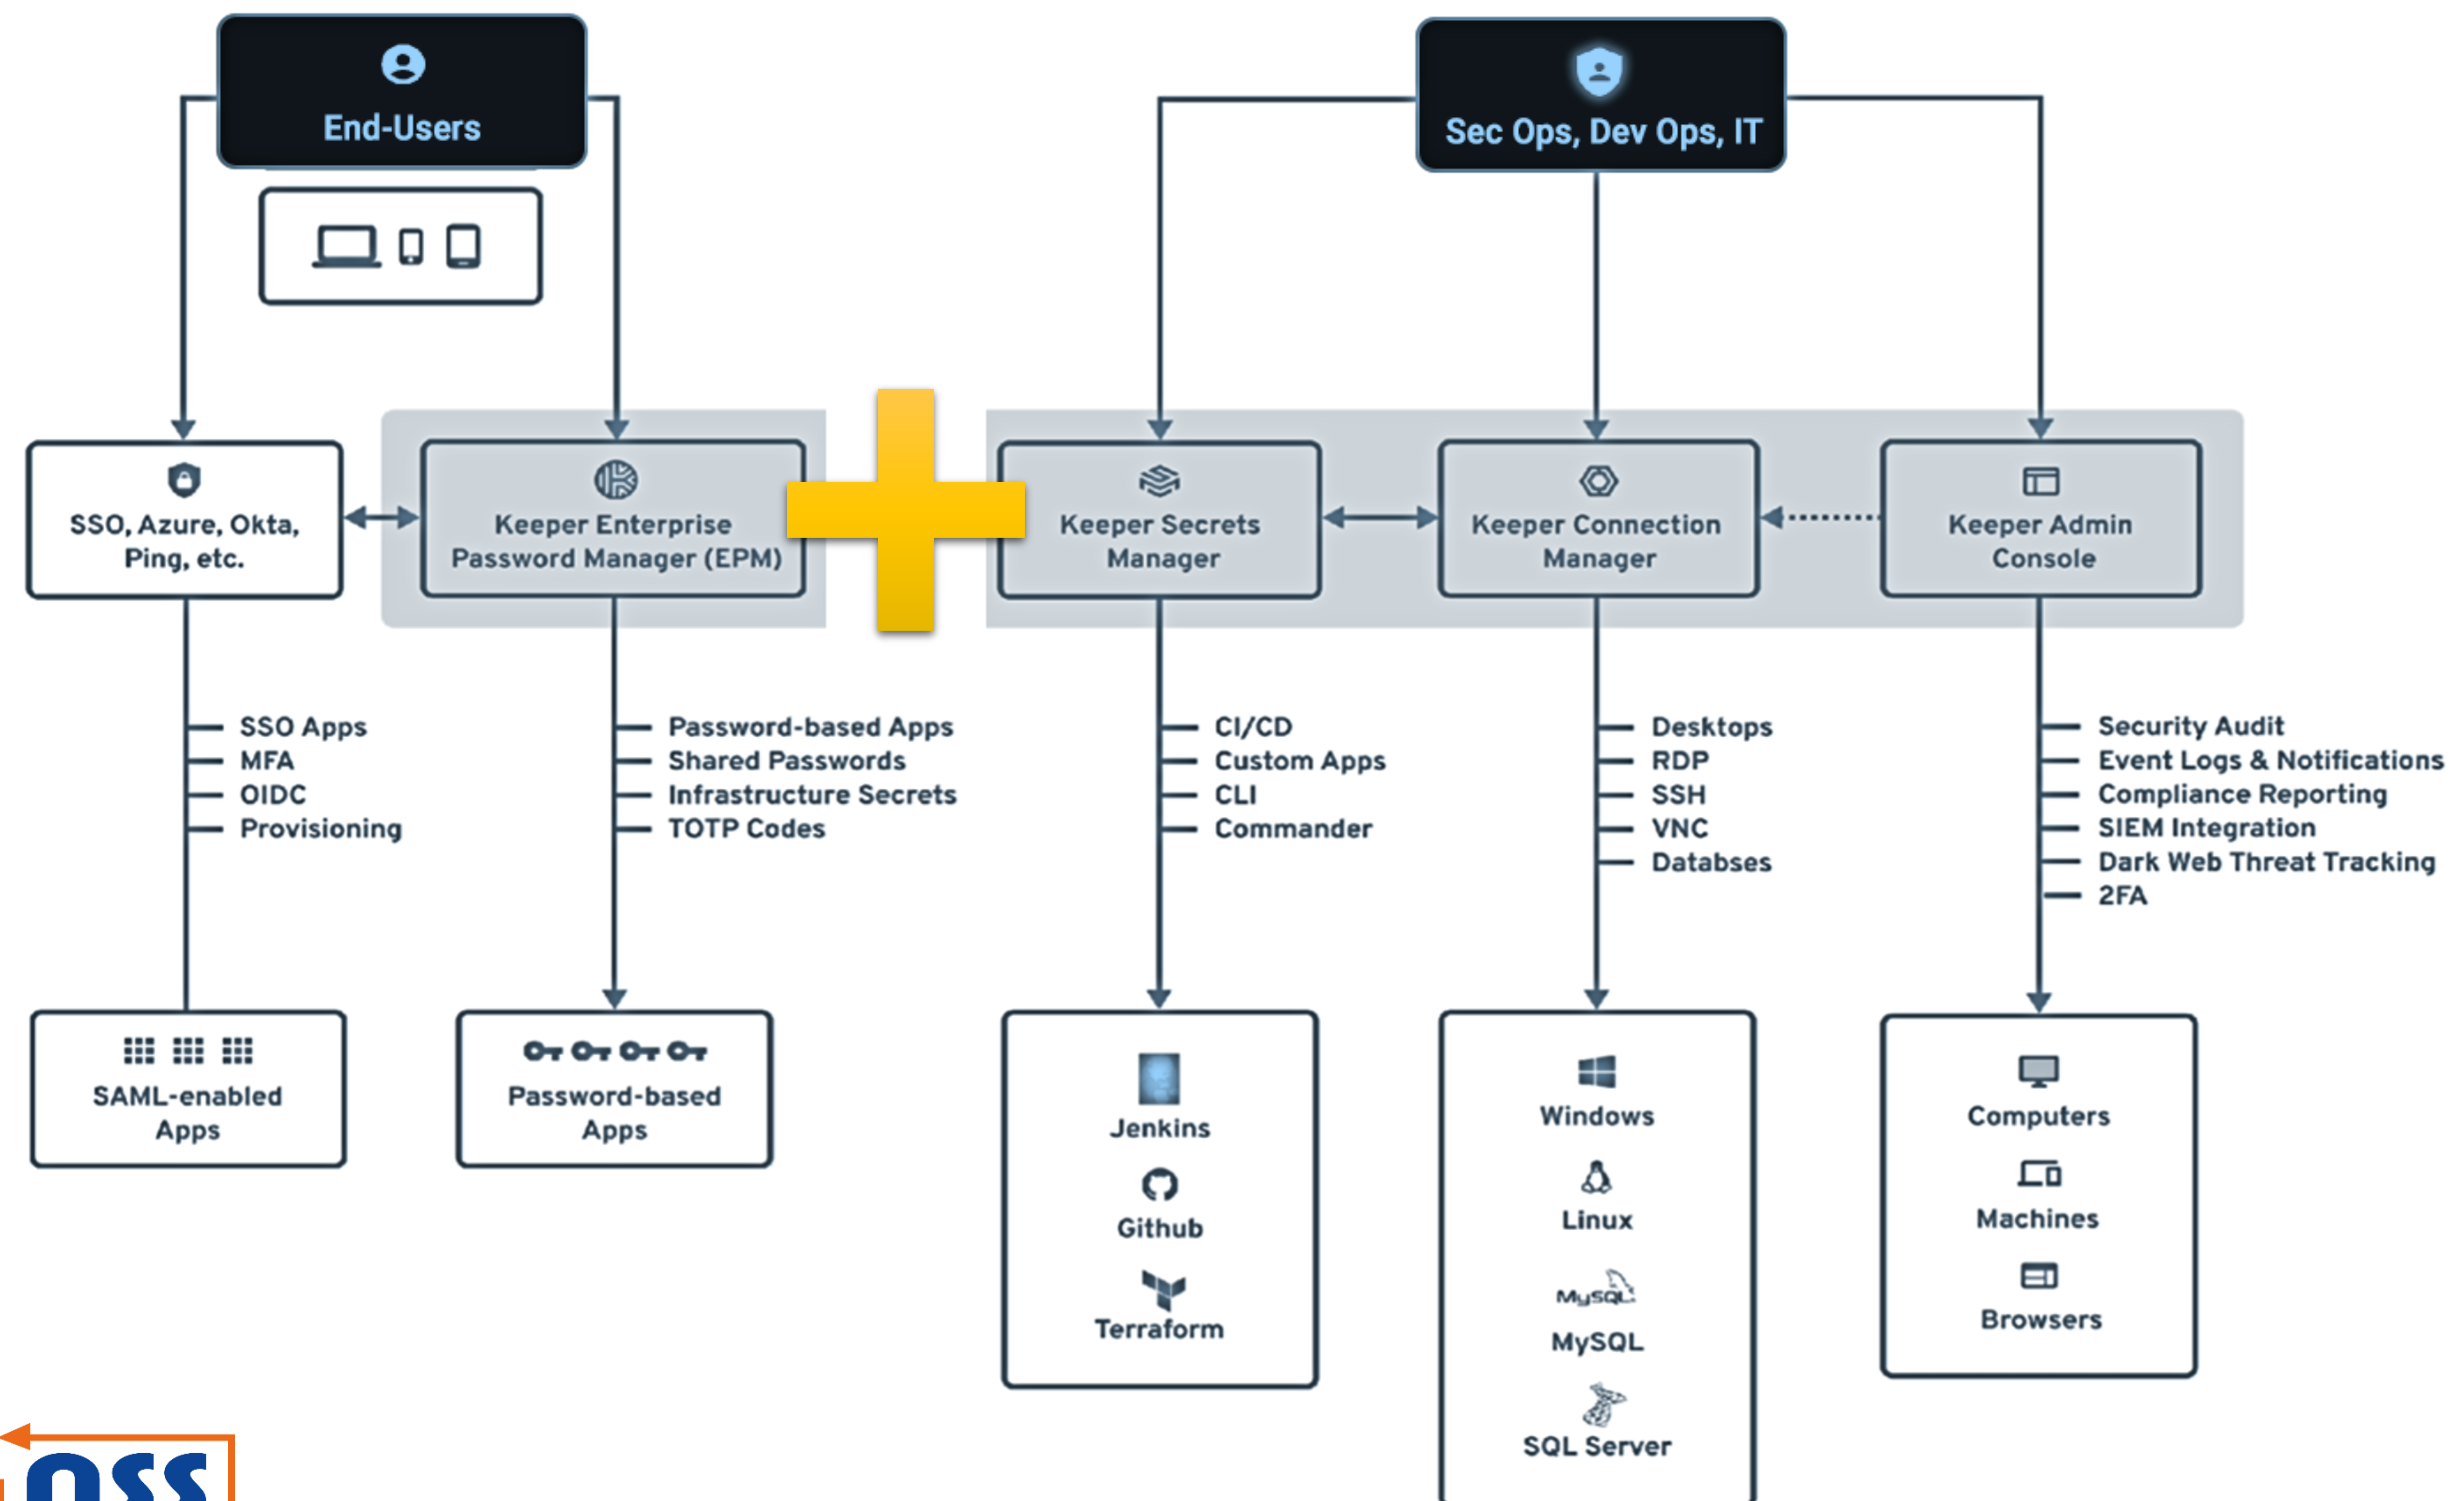 End-Users
Sec Ops, Dev Ops, IT
SSO, Azure, Okta,
Ping, etc.
Keeper Enterprise
Password Manager (EPM)
Keeper Secrets
Manager
Keeper Connection
Manager
Keeper Admin
Console
SSO Apps
MFA
OIDC
Provisioning
Password-based Apps
Shared Passwords
Infrastructure Secrets
TOTP Codes
CI/CD
Custom Apps
CLI
Commander
Desktops
RDP
SSH
VNC
Databses
Security Audit
Event Logs & Notifications
Compliance Reporting
SIEM Integration
Dark Web Threat Tracking
2FA
SAML-enabled
Apps
Password-based
Apps
Jenkins
Github
Terraform
Windows
Linux
MySQL
MySQL
SQL Server
Computers
Machines
Browsers